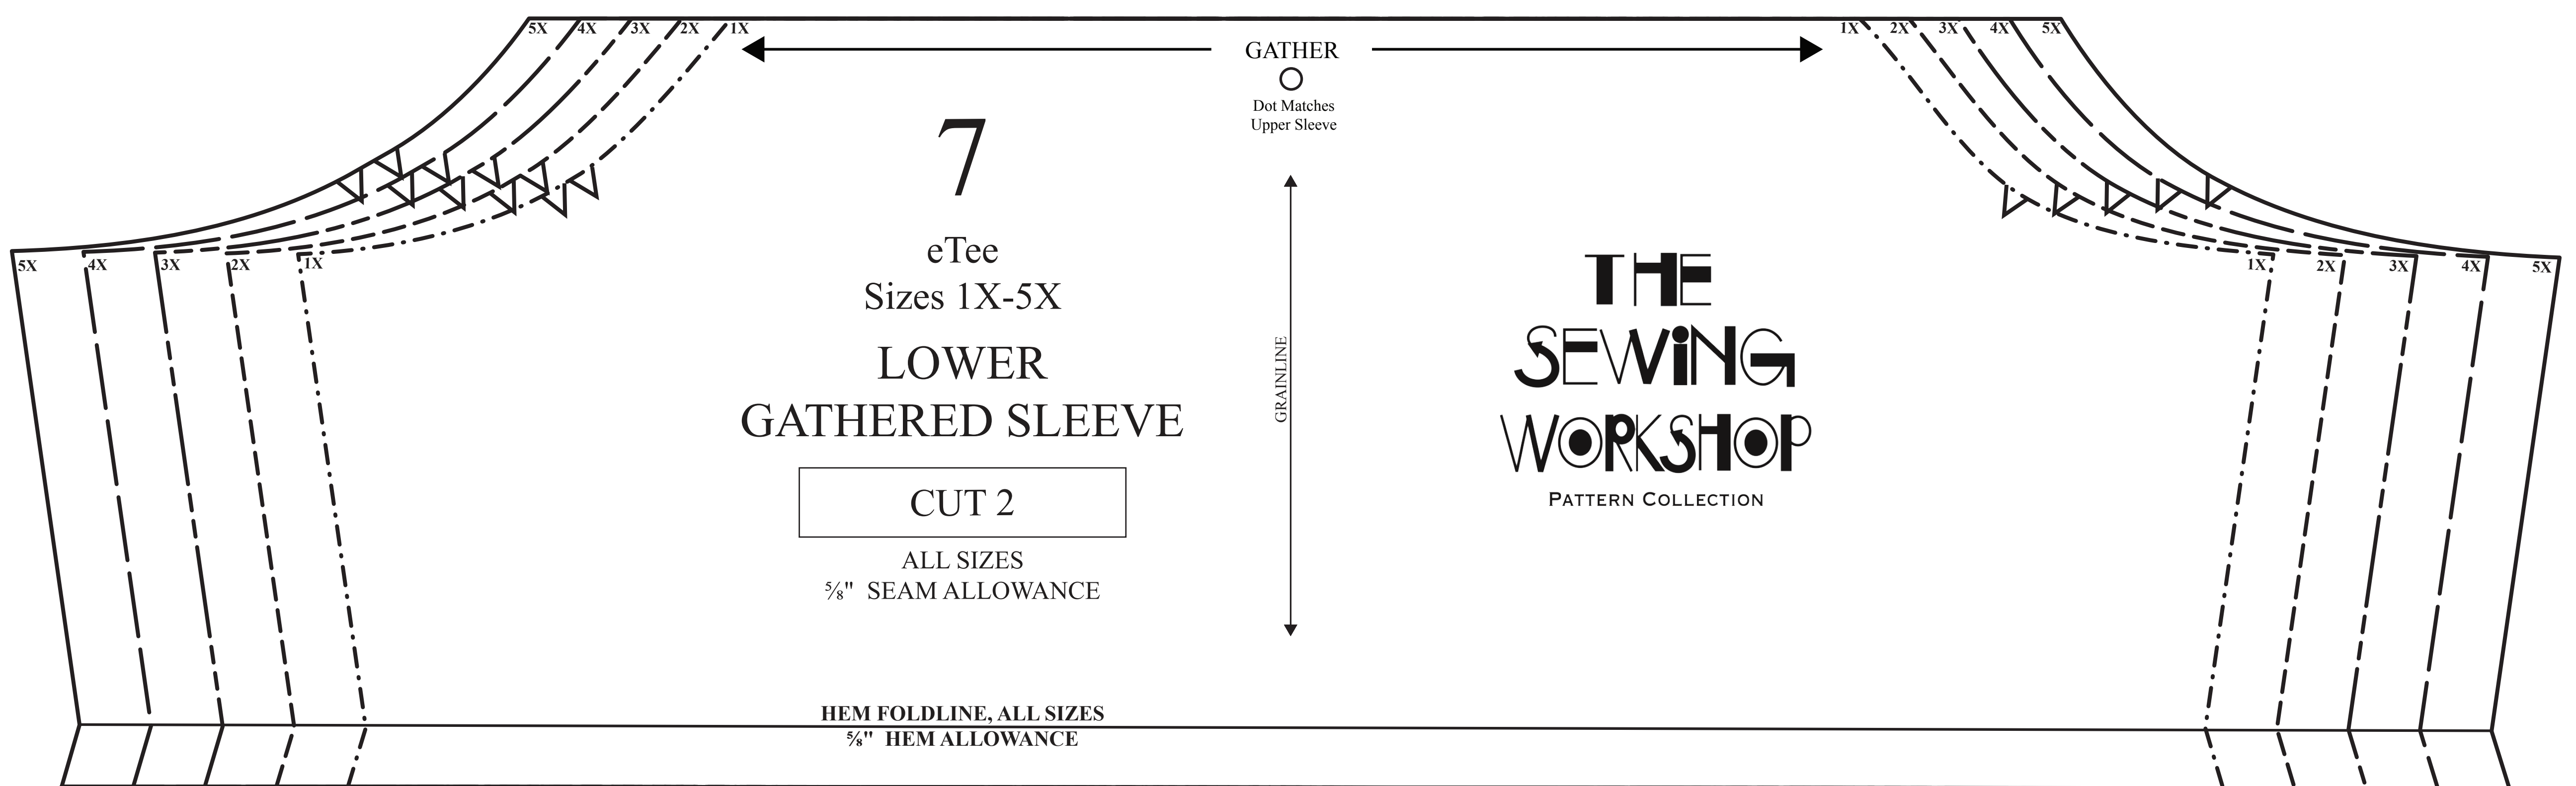 5X 4X 3X 2X 1X
1X 2X 3X 4X 5X
GATHER
Dot Matches
Upper Sleeve
7
eTee
Sizes 1X-5X
LOWER
GATHERED SLEEVE
CUT 2
ALL SIZES
⅝" SEAM ALLOWANCE
GRAINLINE
THE
SEWiNG
WORKSHOP
PATTERN COLLECTION
5X 4X 3X 2X 1X
1X 2X 3X 4X 5X
HEM FOLDLINE, ALL SIZES
⅝" HEM ALLOWANCE